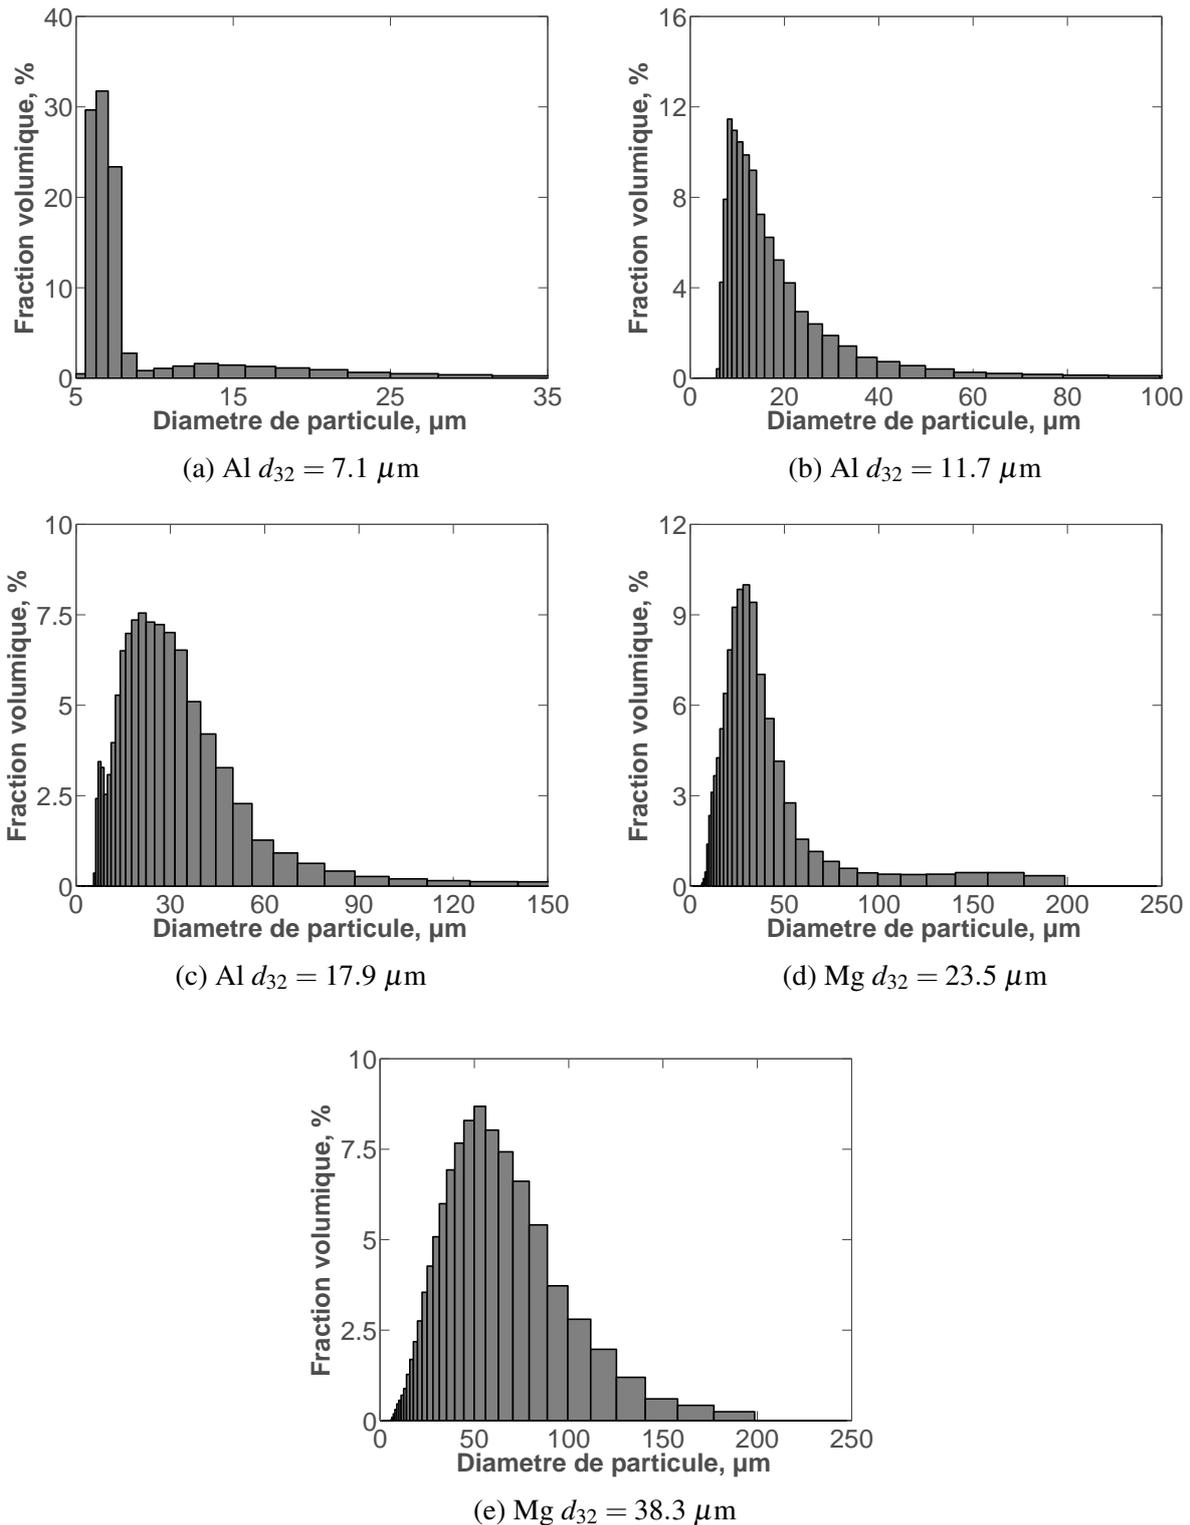 40
30
20
10
0
5 15 25 35
Fraction volumique, %
Diametre de particule, µm
(a) Al d32 = 7.1 µm
16
12
8
4
0
0 20 40 60 80 100
Fraction volumique, %
Diametre de particule, µm
(b) Al d32 = 11.7 µm
10
7.5
5
2.5
0
0 30 60 90 120 150
Fraction volumique, %
Diametre de particule, µm
(c) Al d32 = 17.9 µm
12
9
6
3
0
0 50 100 150 200 250
Fraction volumique, %
Diametre de particule, µm
(d) Mg d32 = 23.5 µm
10
7.5
5
2.5
0
0 50 100 150 200 250
Fraction volumique, %
Diametre de particule, µm
(e) Mg d32 = 38.3 µm